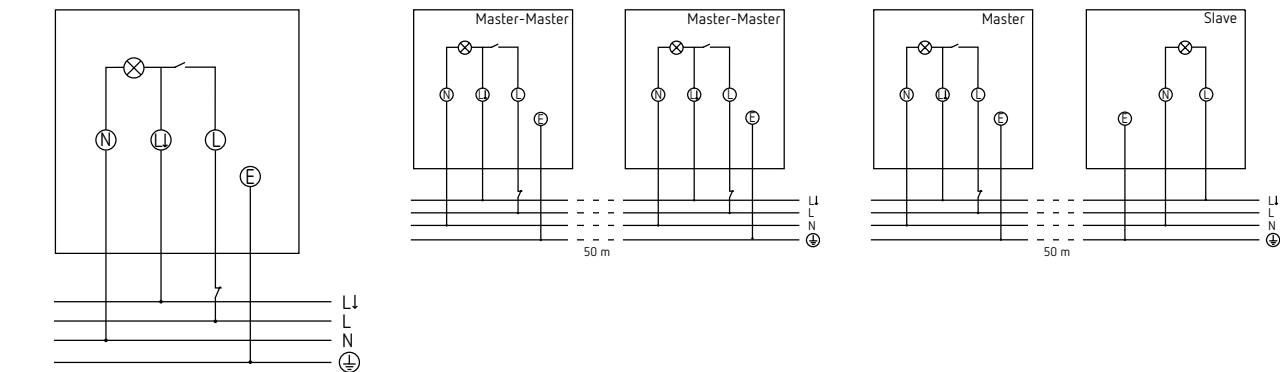 N L↓ L
E
L↓
L
N
Master-Master
N L↓ L
E
Master-Master
N L↓ L
E
L↓
L
N
50 m
Master
N L↓ L
E
Slave
E
N L
L↓
L
N
50 m